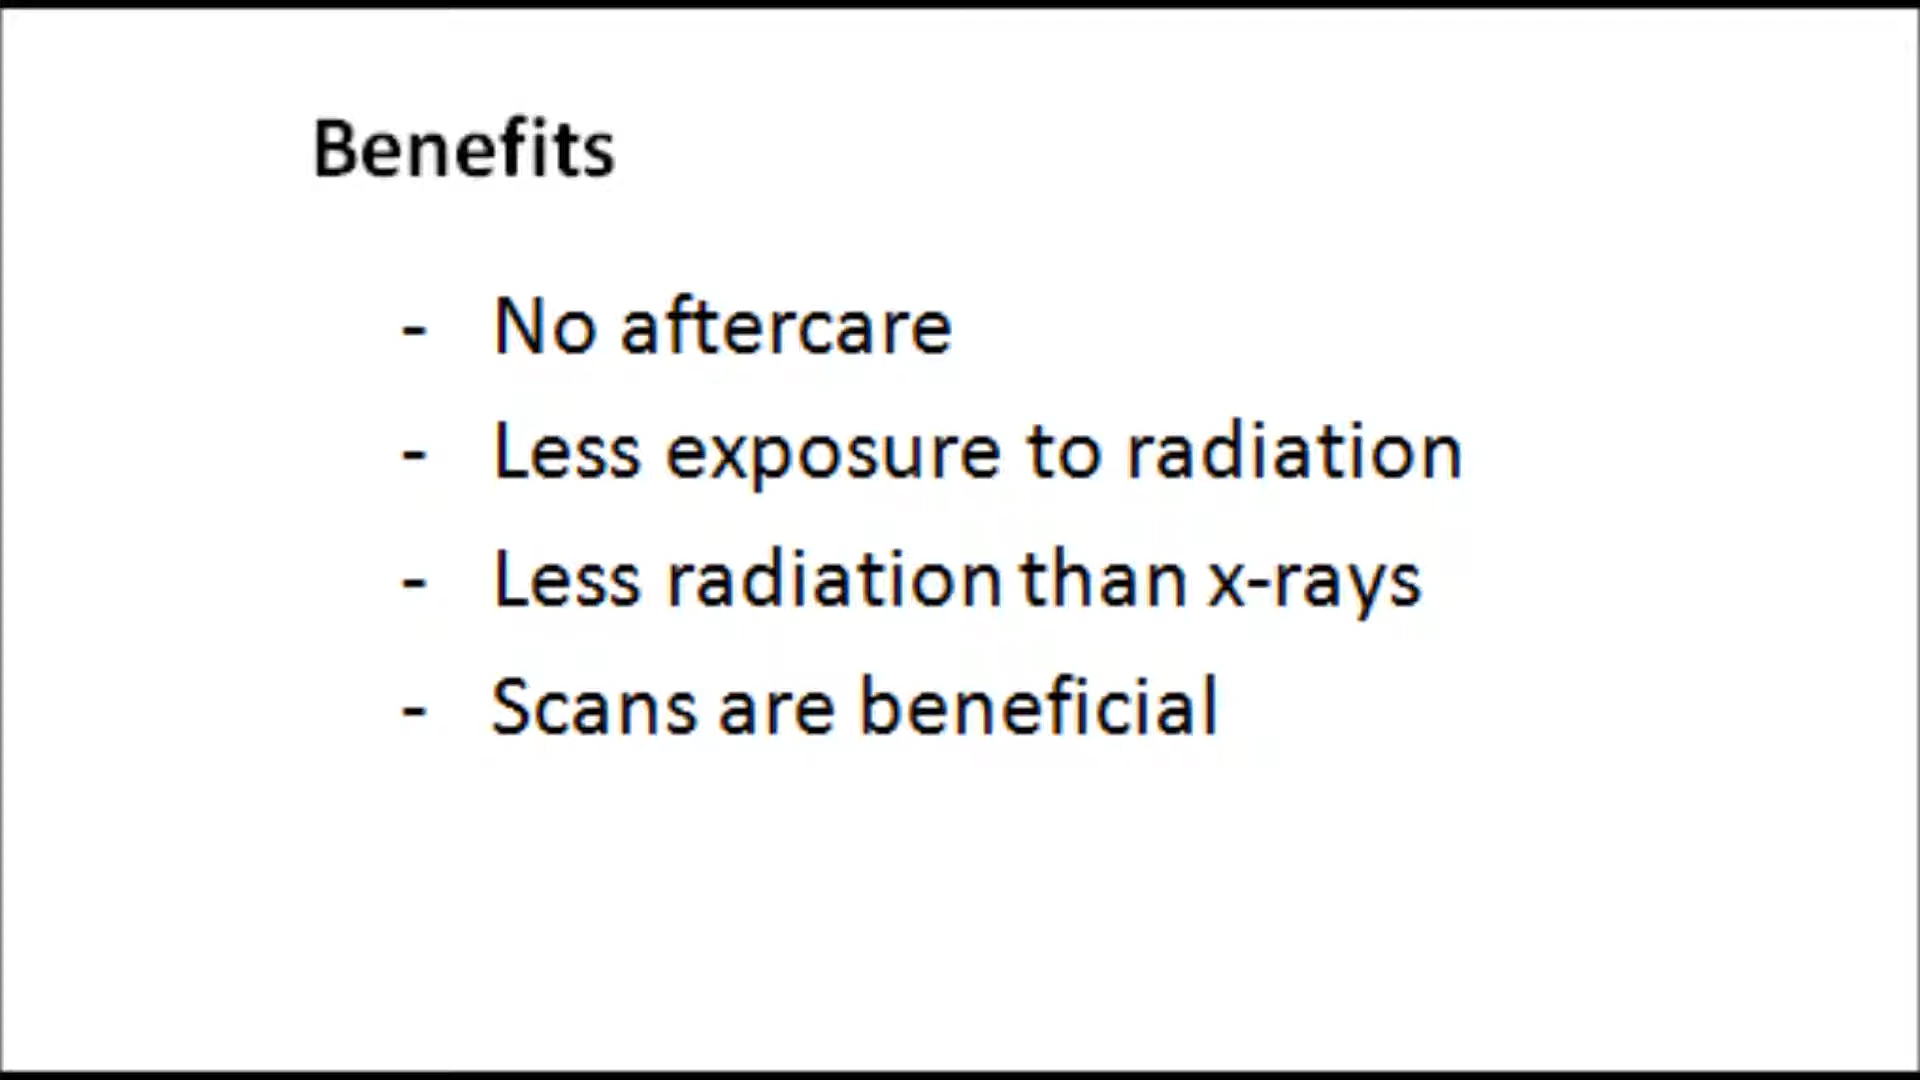 Benefits
- No aftercare
- Less exposure to radiation
- Less radiation than x-rays
- Scans are beneficial